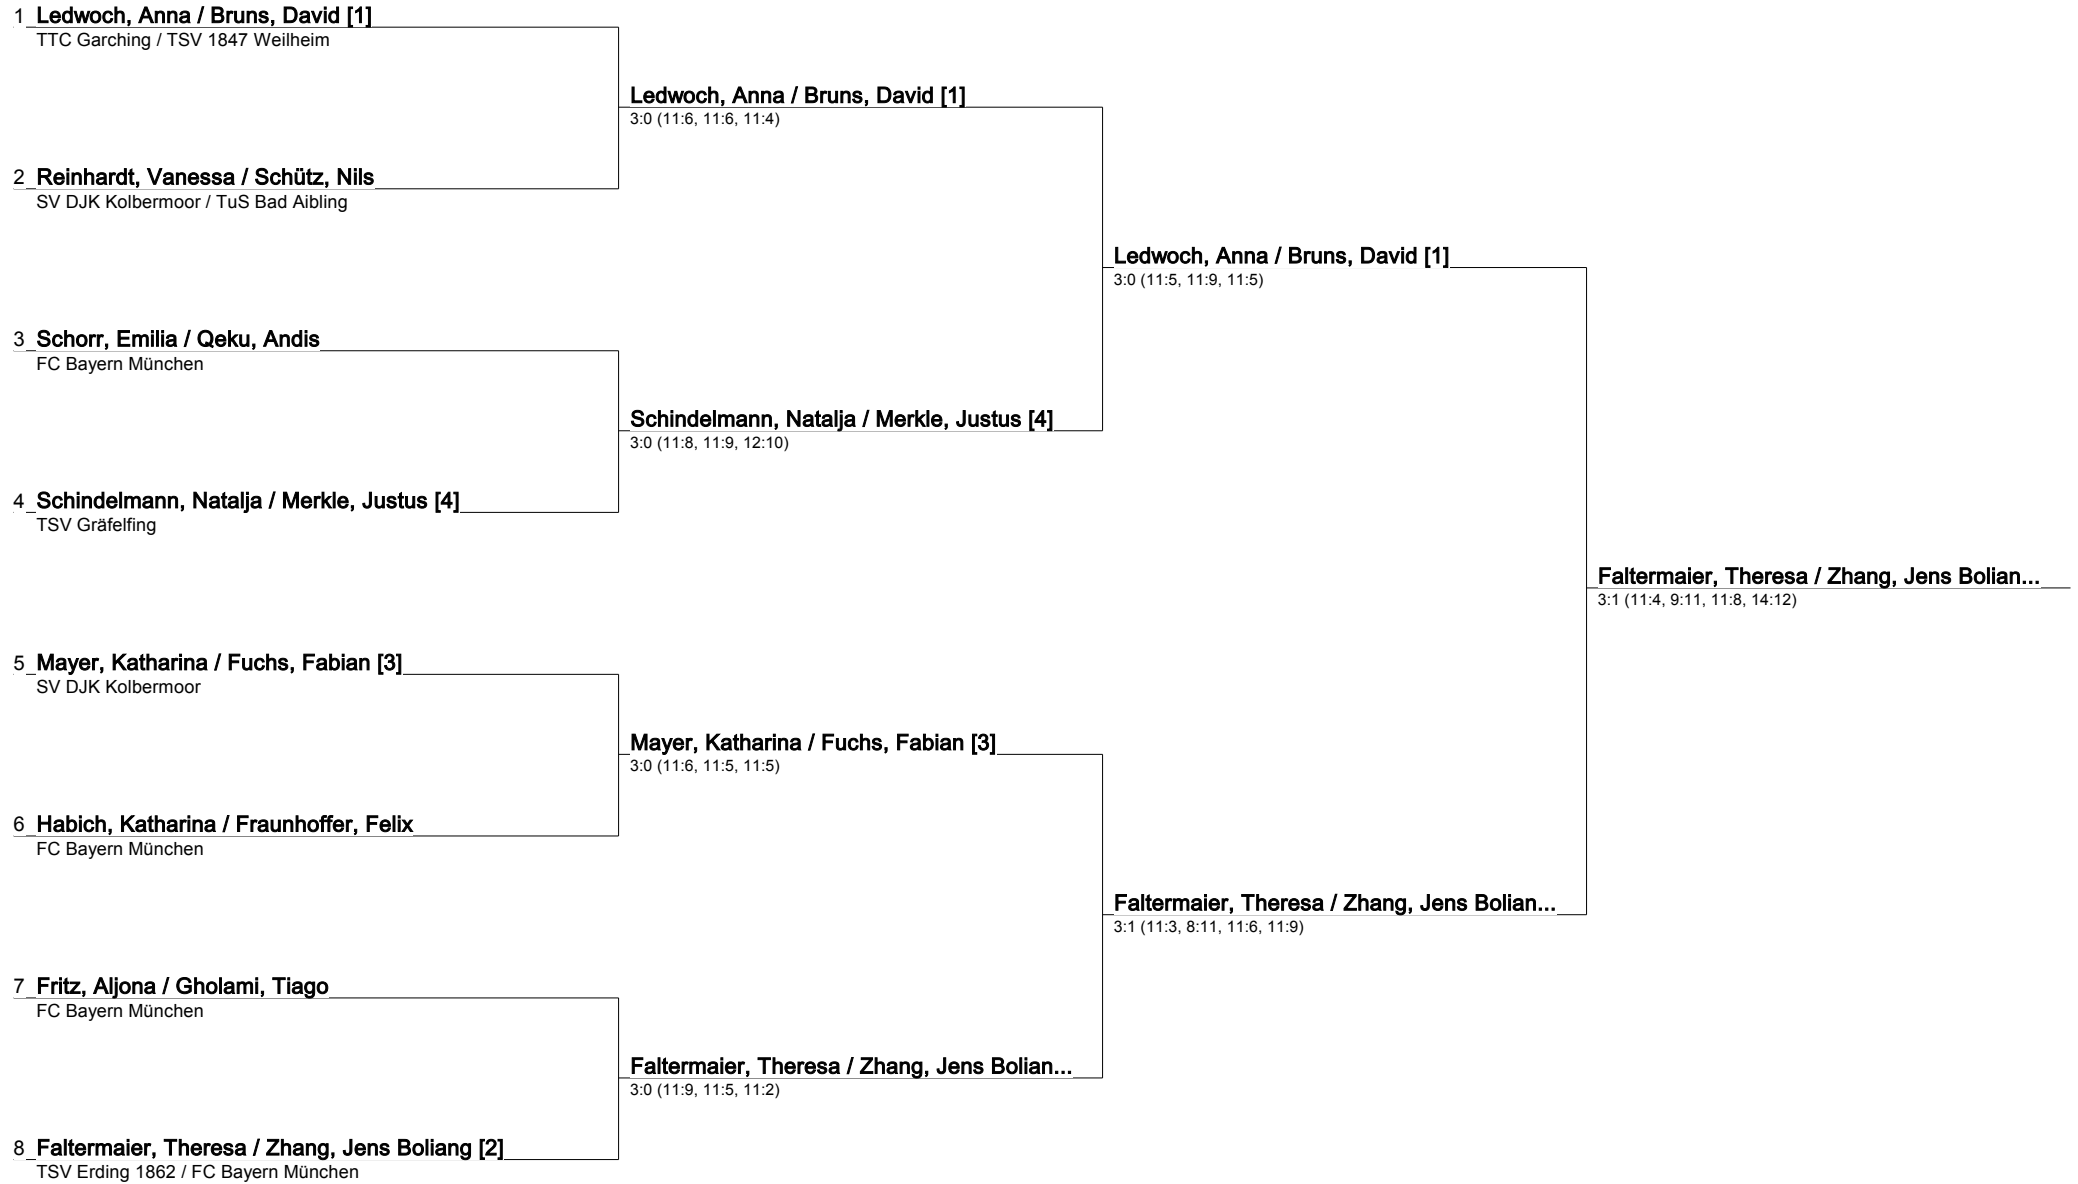 1 Ledwoch, Anna / Bruns, David [1]
TTC Garching / TSV 1847 Weilheim
Ledwoch, Anna / Bruns, David [1]
3:0 (11:6, 11:6, 11:4)
2 Reinhardt, Vanessa / Schütz, Nils
SV DJK Kolbermoor / TuS Bad Aibling
Ledwoch, Anna / Bruns, David [1]
3:0 (11:5, 11:9, 11:5)
3 Schorr, Emilia / Qeku, Andis
FC Bayern München
Schindelmann, Natalja / Merkle, Justus [4]
3:0 (11:8, 11:9, 12:10)
4 Schindelmann, Natalja / Merkle, Justus [4]
TSV Gräfelfing
Faltermaier, Theresa / Zhang, Jens Bolian...
3:1 (11:4, 9:11, 11:8, 14:12)
5 Mayer, Katharina / Fuchs, Fabian [3]
SV DJK Kolbermoor
Mayer, Katharina / Fuchs, Fabian [3]
3:0 (11:6, 11:5, 11:5)
6 Habich, Katharina / Fraunhoffer, Felix
FC Bayern München
Faltermaier, Theresa / Zhang, Jens Bolian...
3:1 (11:3, 8:11, 11:6, 11:9)
7 Fritz, Aljona / Gholami, Tiago
FC Bayern München
Faltermaier, Theresa / Zhang, Jens Bolian...
3:0 (11:9, 11:5, 11:2)
8 Faltermaier, Theresa / Zhang, Jens Boliang [2]
TSV Erding 1862 / FC Bayern München